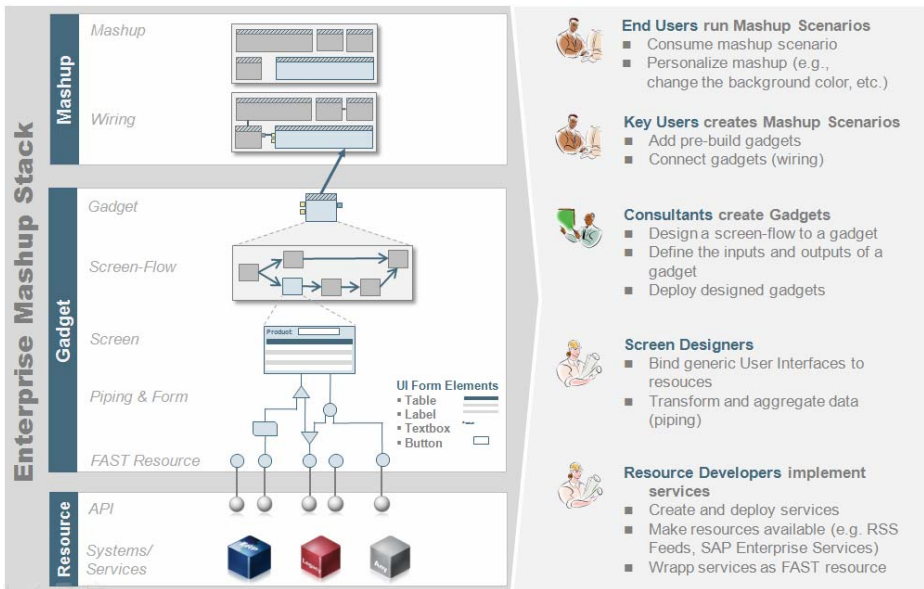 Enterprise Mashup Stack
Mashup
Mashup
Wiring
Gadget
Gadget
Screen-Flow
Screen
Product:
Piping & Form
UI Form Elements
▪ Table
▪ Label
▪ Textbox
▪ Button
FAST Resource
Resource
API
Systems/
Services
Legacy
Any
End Users run Mashup Scenarios
■ Consume mashup scenario
■ Personalize mashup (e.g.,
change the background color, etc.)
Key Users creates Mashup Scenarios
■ Add pre-build gadgets
■ Connect gadgets (wiring)
Consultants create Gadgets
■ Design a screen-flow to a gadget
■ Define the inputs and outputs of a
gadget
■ Deploy designed gadgets
Screen Designers
■ Bind generic User Interfaces to
resouces
■ Transform and aggregate data
(piping)
Resource Developers implement
services
■ Create and deploy services
■ Make resources available (e.g. RSS
Feeds, SAP Enterprise Services)
■ Wrapp services as FAST resource